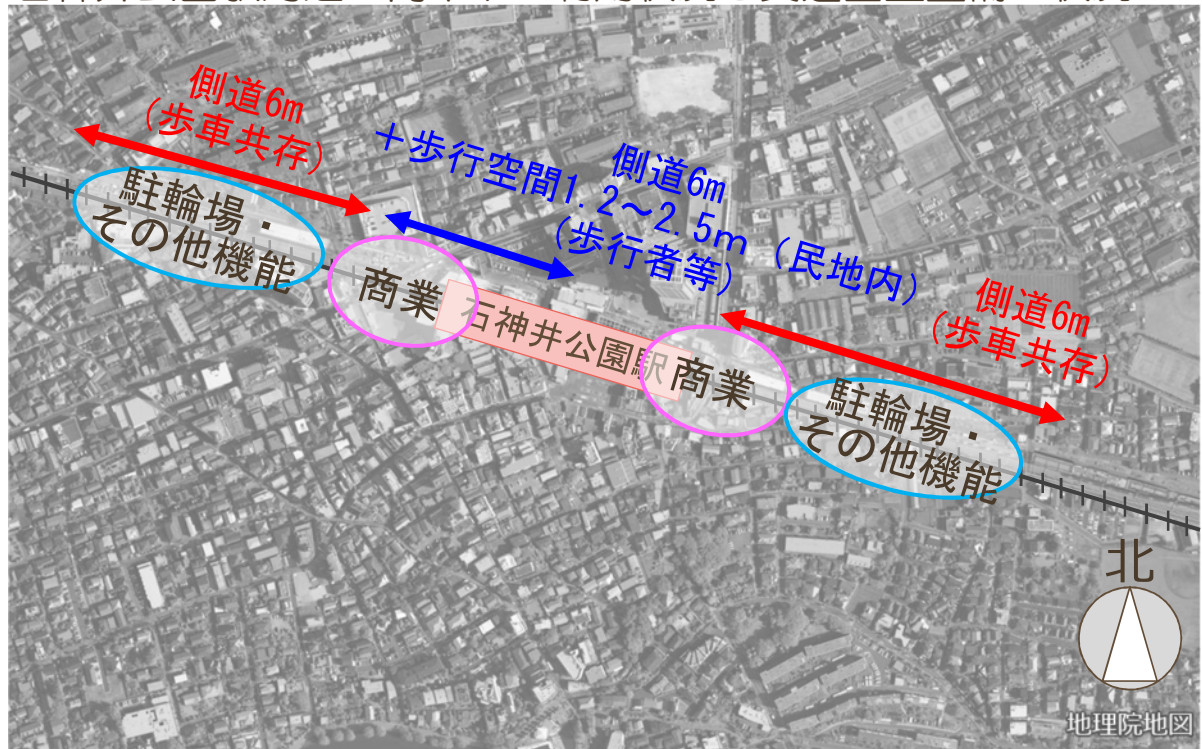 側道6m
(歩車共存)
+歩行空間1.2～2.5m（民地内）
側道6m
(歩行者等)
駐輪場・
その他機能
商業
石神井公園駅
商業
側道6m
(歩車共存)
駐輪場・
その他機能
北
地理院地図